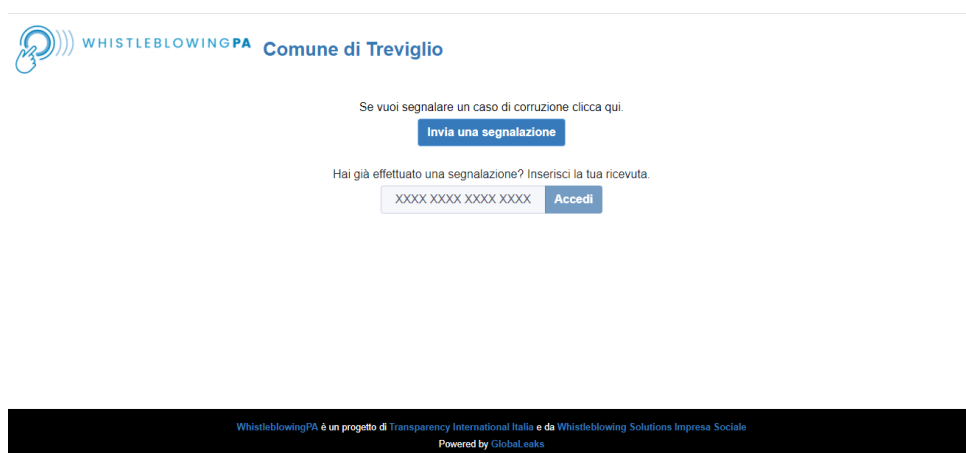 WHISTLEBLOWINGPA Comune di Treviglio
Se vuoi segnalare un caso di corruzione clicca qui.
Invia una segnalazione
Hai già effettuato una segnalazione? Inserisci la tua ricevuta.
XXXX XXXX XXXX XXXX Accedi
WhistleblowingPA è un progetto di Transparency International Italia e da Whistleblowing Solutions Impresa Sociale
Powered by GlobaLeaks